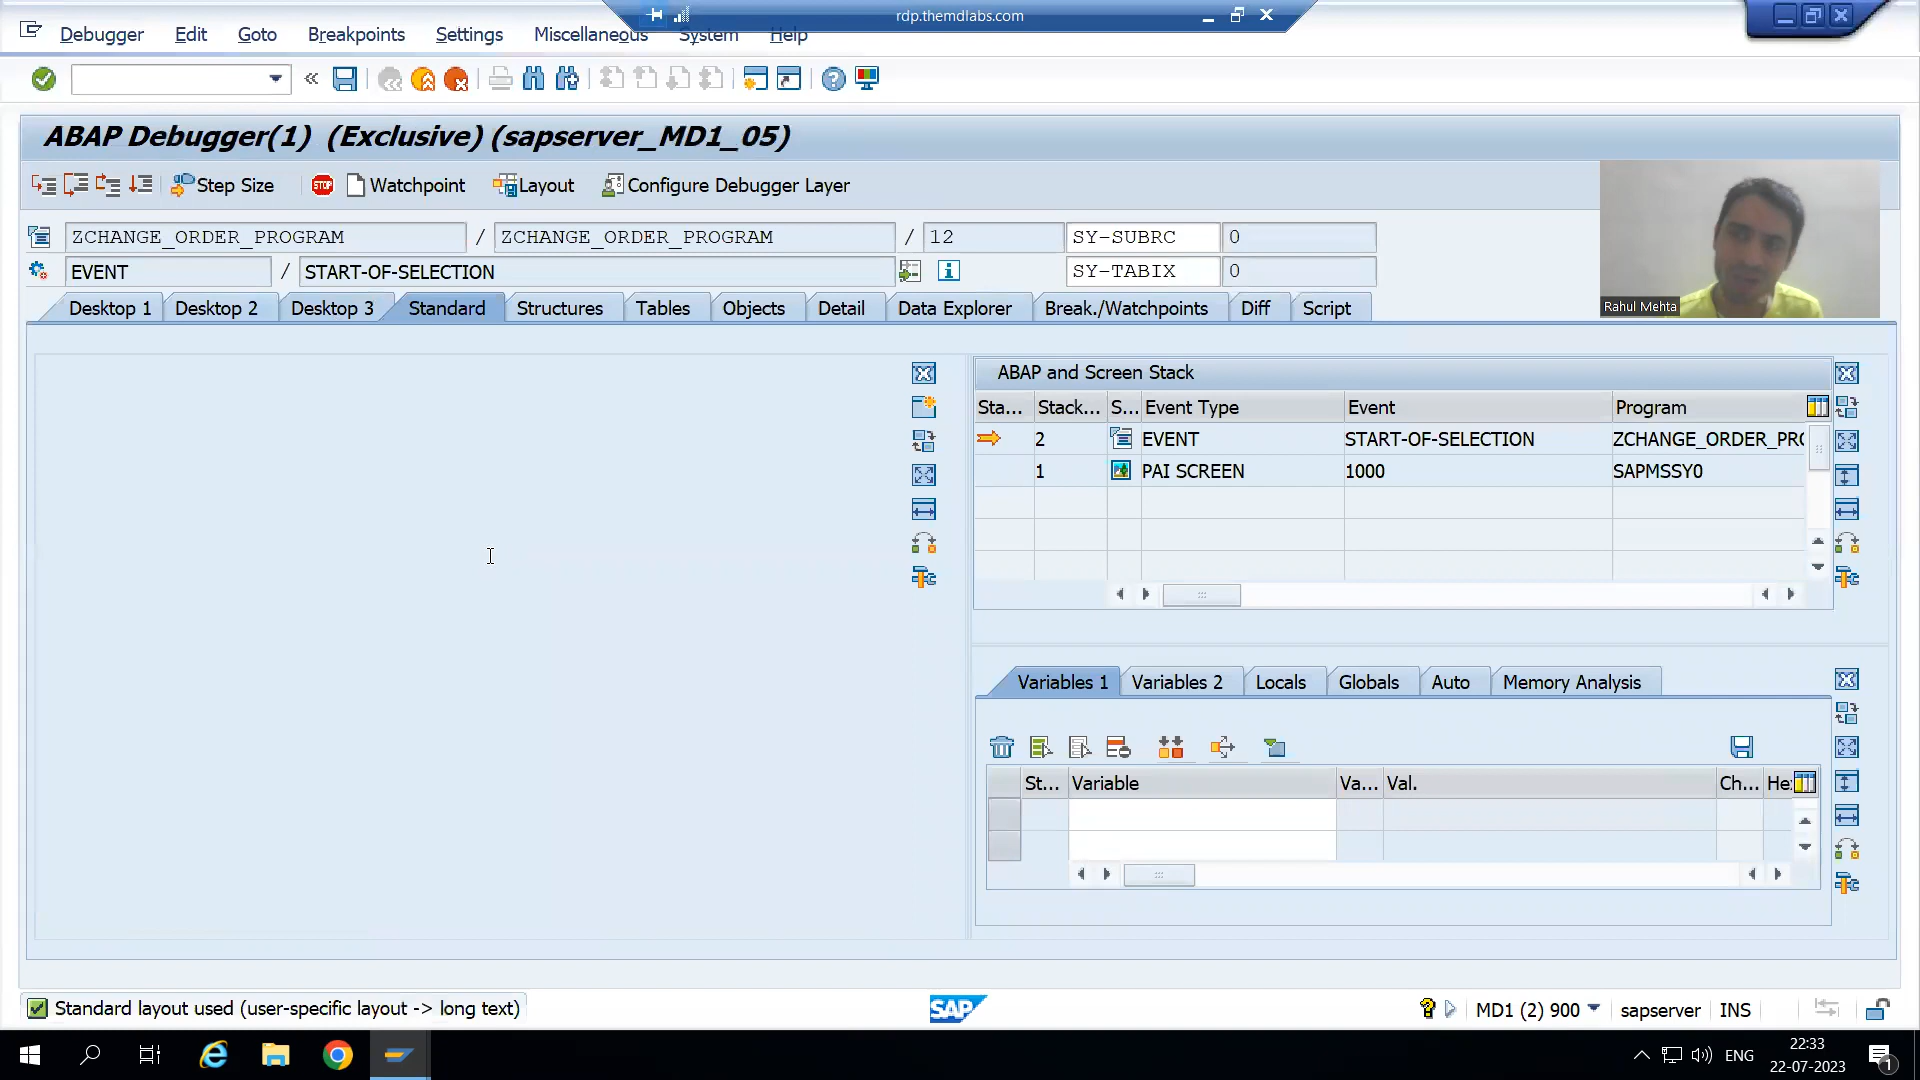 rdp.themdlabs.com
Debugger Edit Goto Breakpoints Settings Miscellaneous System Help
ABAP Debugger(1) (Exclusive) (sapserver_MD1_05)
Step Size STOP Watchpoint Layout Configure Debugger Layer
ZCHANGE_ORDER_PROGRAM / ZCHANGE_ORDER_PROGRAM / 12 SY-SUBRC 0
EVENT / START-OF-SELECTION SY-TABIX 0
Rahul Mehta
Desktop 1 Desktop 2 Desktop 3 Standard Structures Tables Objects Detail Data Explorer Break./Watchpoints Diff Script
ABAP and Screen Stack
Sta... Stack... S... Event Type Event Program
2 EVENT START-OF-SELECTION ZCHANGE_ORDER_PRO
1 PAI SCREEN 1000 SAPMSSY0
Variables 1 Variables 2 Locals Globals Auto Memory Analysis
St... Variable Va... Val. Ch... He
Standard layout used (user-specific layout -> long text)
SAP
MD1 (2) 900 sapserver INS
ENG
22:33
22-07-2023
1